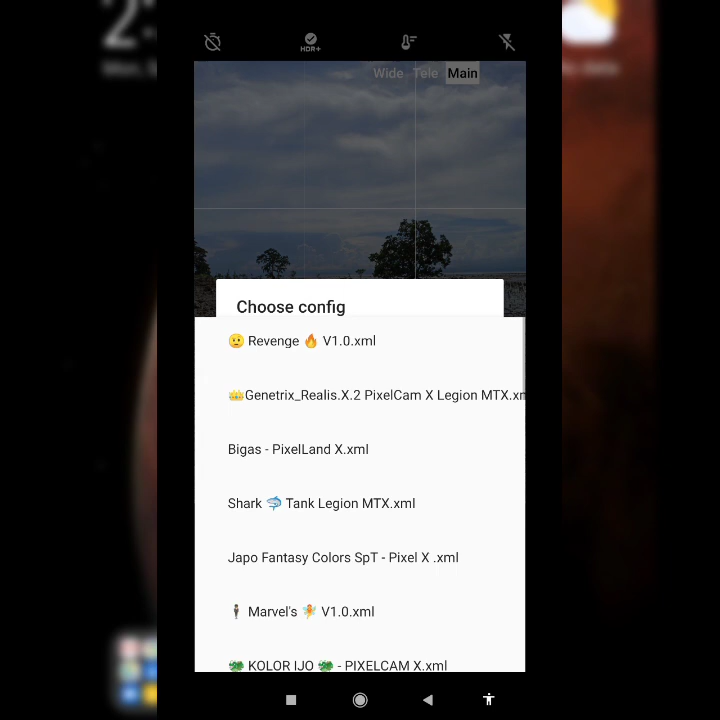 HDR+
Wide Tele Main
Choose config
Revenge 🔥 V1.0.xml
👑Genetrix_Realis.X.2 PixelCam X Legion MTX.xm
Bigas - PixelLand X.xml
Shark 🦈 Tank Legion MTX.xml
Japo Fantasy Colors SpT - Pixel X .xml
🕴 Marvel's 🧚 V1.0.xml
🐲 KOLOR IJO 🐲 - PIXELCAM X.xml